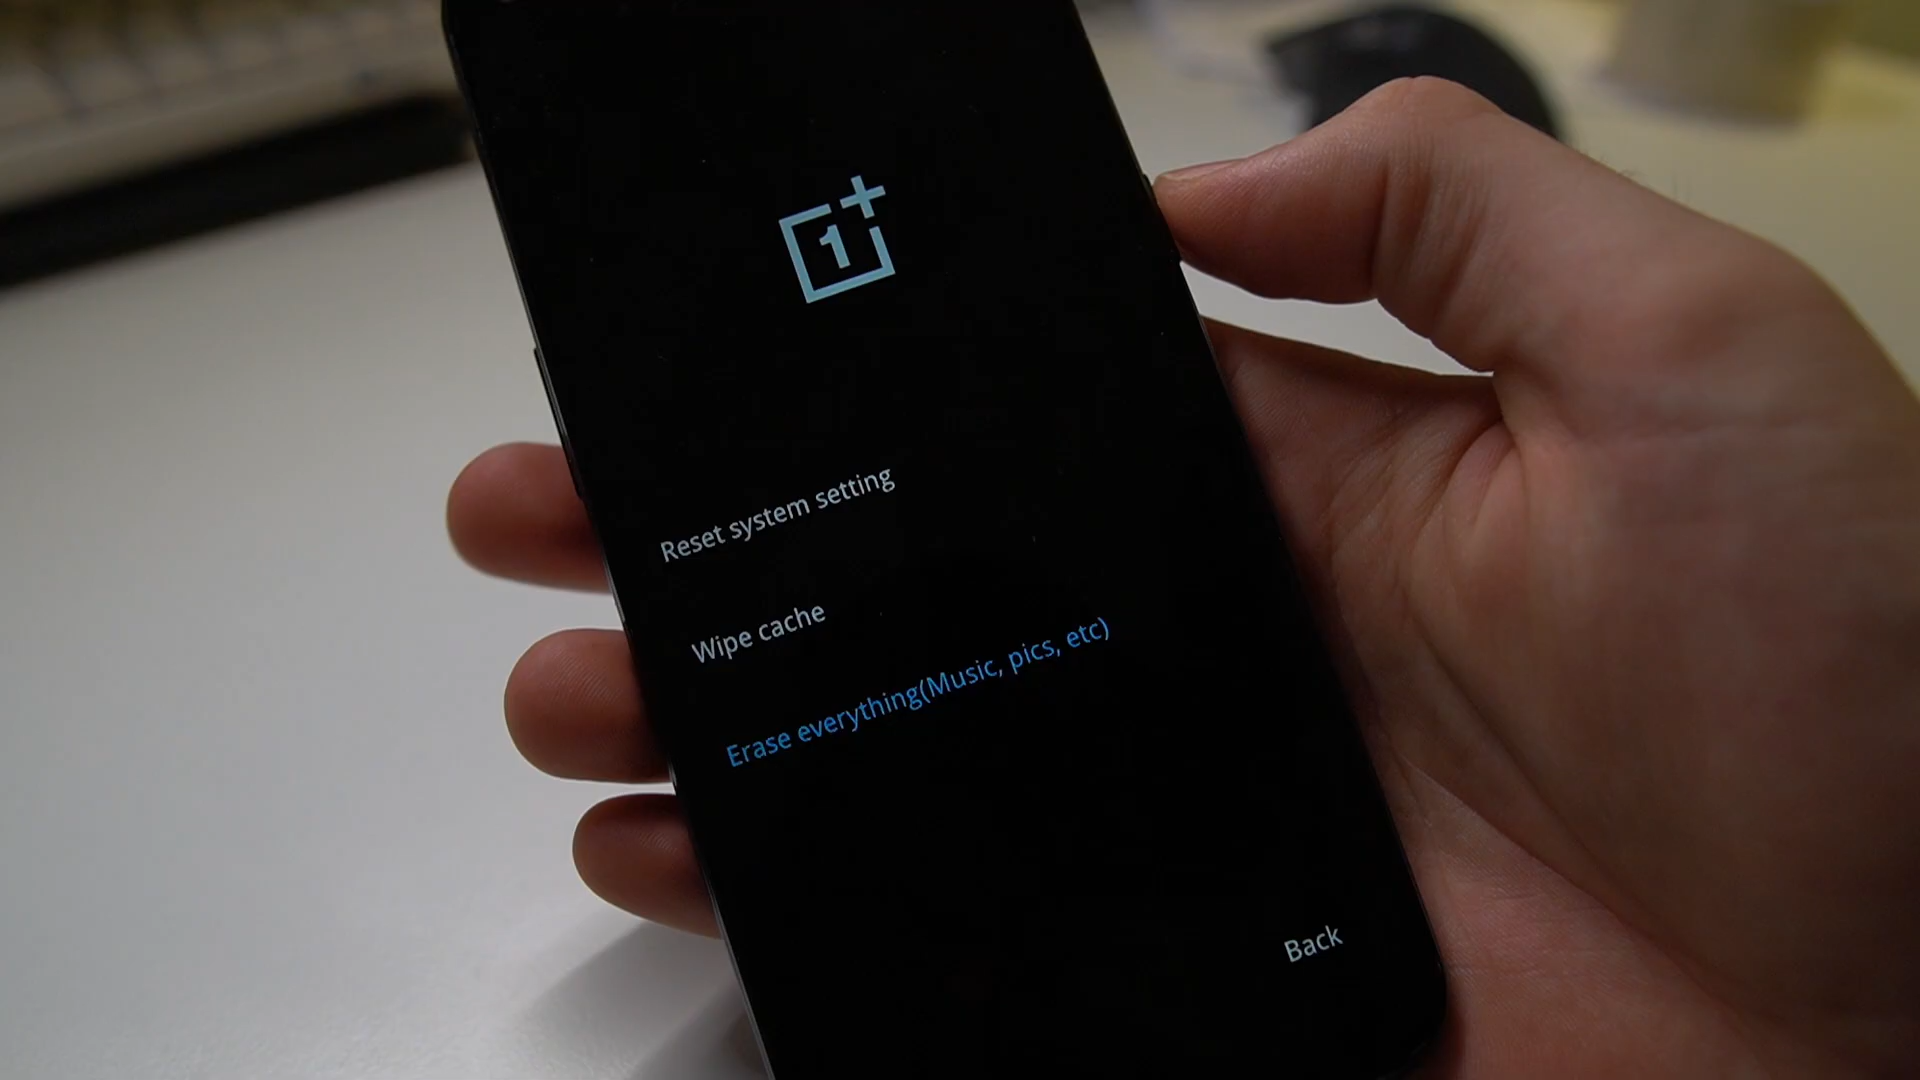 1+
Reset system setting
Wipe cache
Erase everything(Music, pics, etc)
Back